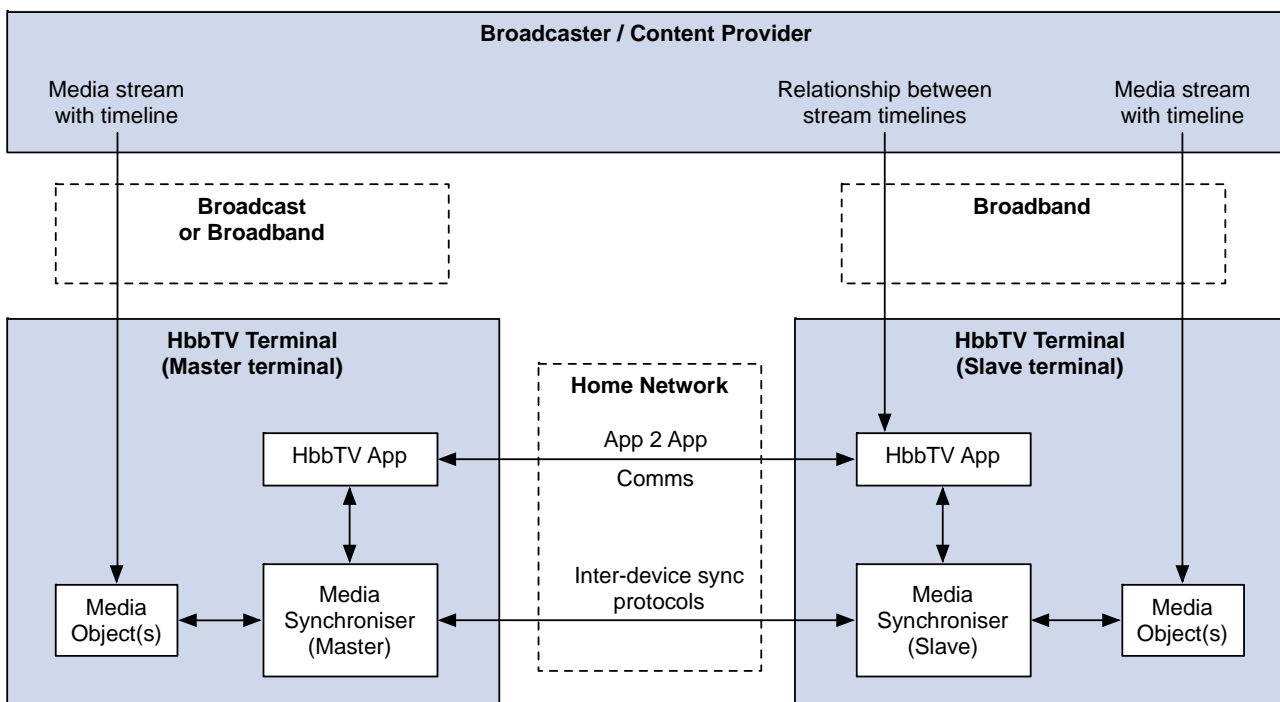 Broadcaster / Content Provider
Media stream
with timeline
Relationship between
stream timelines
Media stream
with timeline
Broadcast
or Broadband
Broadband
HbbTV Terminal
(Master terminal)
HbbTV Terminal
(Slave terminal)
Home Network
HbbTV App
App 2 App
Comms
HbbTV App
Media
Object(s)
Media
Synchroniser
(Master)
Inter-device sync
protocols
Media
Synchroniser
(Slave)
Media
Object(s)